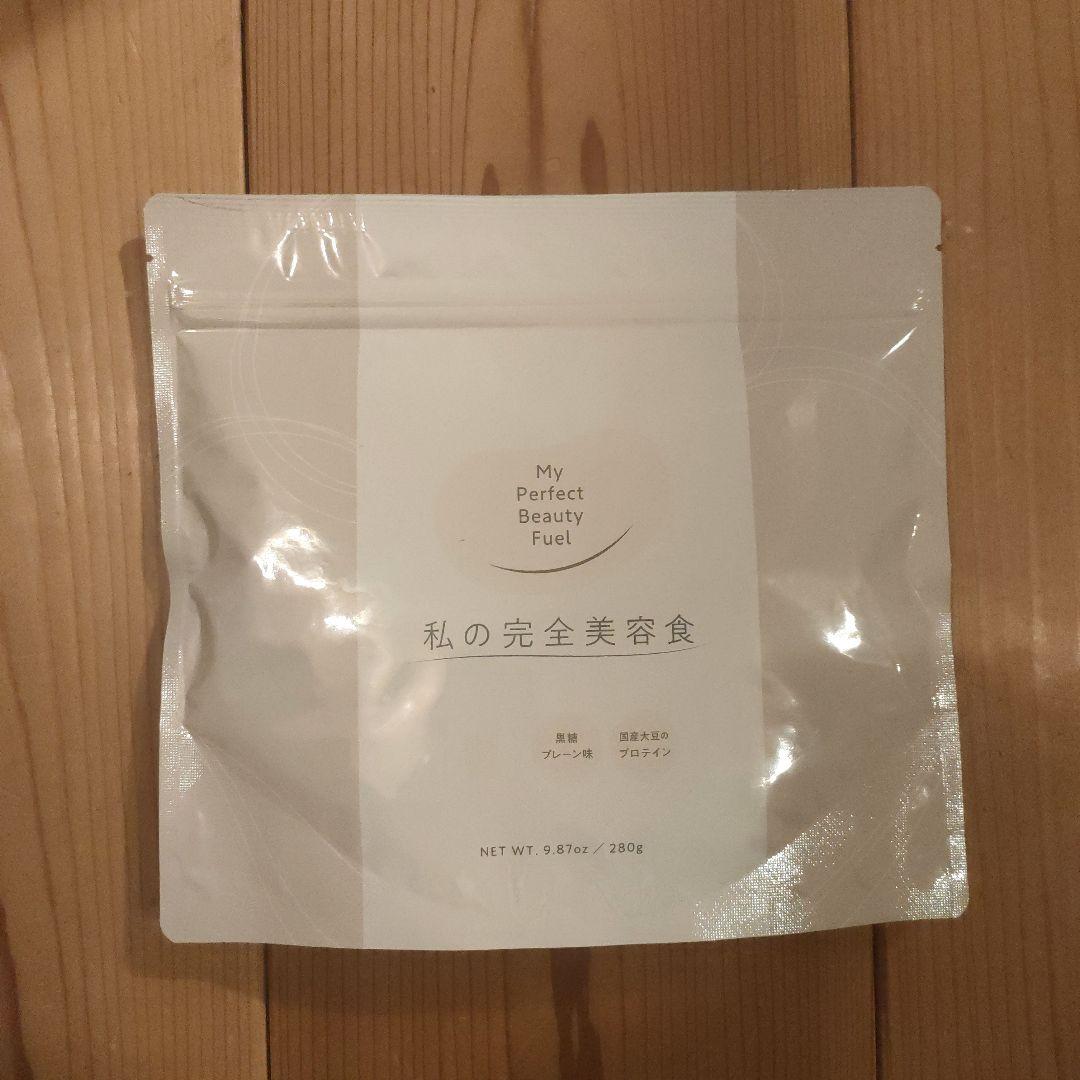 My
Perfect
Beauty
Fuel
私の完全美容食
黒糖
プレーン味
国産大豆の
プロテイン
NET WT. 9.87oz / 280g